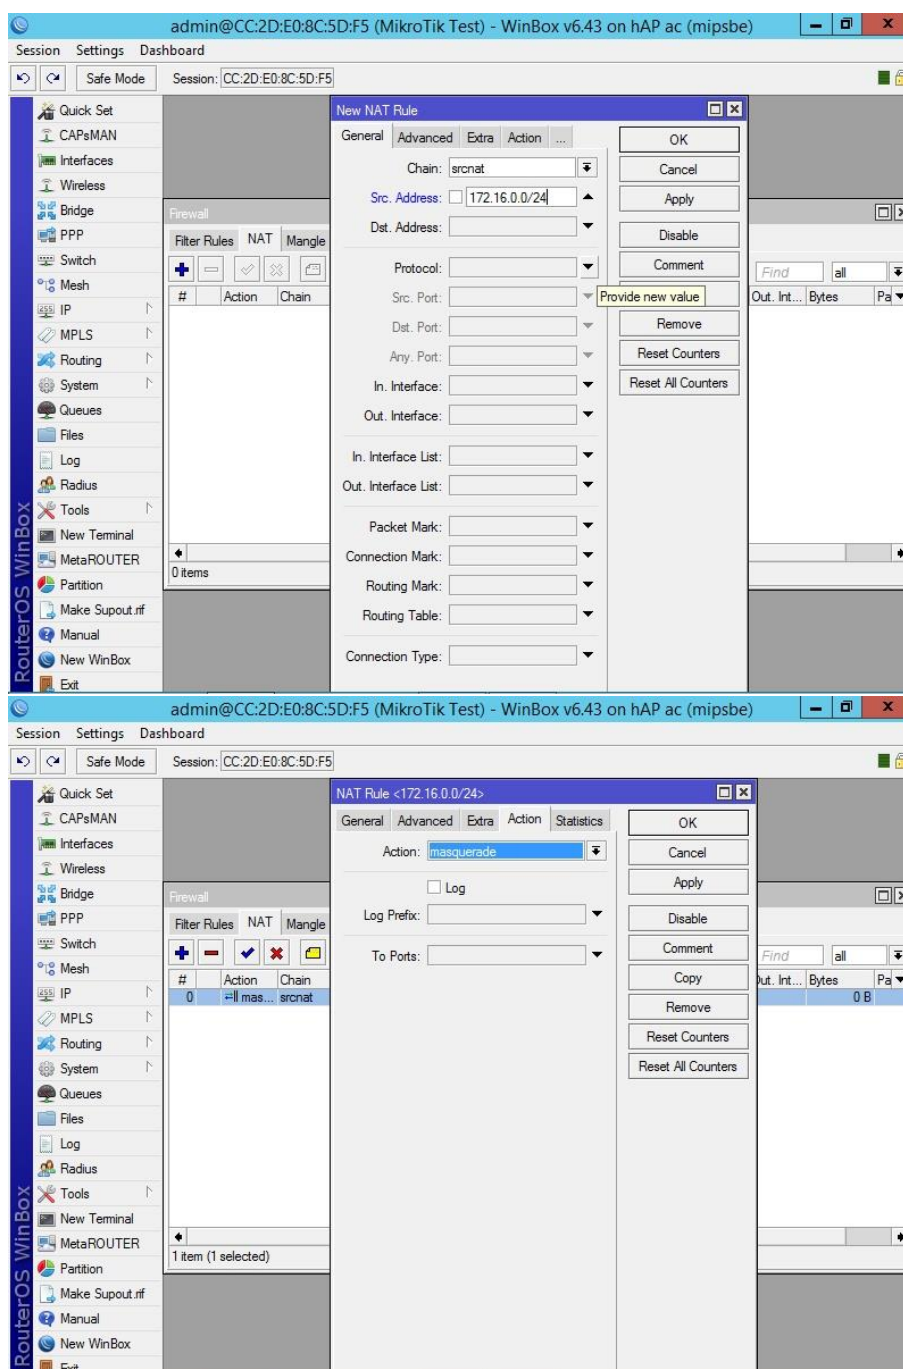 admin@CC:2D:E0:8C:5D:F5 (MikroTik Test) - WinBox v6.43 on hAP ac (mipsbe)
Session Settings Dashboard
Safe Mode Session: CC:2D:E0:8C:5D:F5
RouterOS WinBox
Quick Set
CAPsMAN
Interfaces
Wireless
Bridge
PPP
Switch
Mesh
IP
MPLS
Routing
System
Queues
Files
Log
Radius
Tools
New Terminal
MetaROUTER
Partition
Make Supout.rif
Manual
New WinBox
Exit
Firewall
Filter Rules NAT Mangle
Find all
# Action Chain Out. Int... Bytes Pa
0 items
New NAT Rule
General Advanced Extra Action ...
Chain: srcnat
Src. Address: 172.16.0.0/24
Dst. Address:
Protocol:
Src. Port:
Dst. Port:
Any. Port:
In. Interface:
Out. Interface:
In. Interface List:
Out. Interface List:
Packet Mark:
Connection Mark:
Routing Mark:
Routing Table:
Connection Type:
OK
Cancel
Apply
Disable
Comment
Provide new value
Remove
Reset Counters
Reset All Counters
admin@CC:2D:E0:8C:5D:F5 (MikroTik Test) - WinBox v6.43 on hAP ac (mipsbe)
Session Settings Dashboard
Safe Mode Session: CC:2D:E0:8C:5D:F5
RouterOS WinBox
Quick Set
CAPsMAN
Interfaces
Wireless
Bridge
PPP
Switch
Mesh
IP
MPLS
Routing
System
Queues
Files
Log
Radius
Tools
New Terminal
MetaROUTER
Partition
Make Supout.rif
Manual
New WinBox
Exit
Firewall
Filter Rules NAT Mangle
Find all
# Action Chain Out. Int... Bytes Pa
0 mas... srcnat 0 B
1 item (1 selected)
NAT Rule <172.16.0.0/24>
General Advanced Extra Action Statistics
Action: masquerade
Log
Log Prefix:
To Ports:
OK
Cancel
Apply
Disable
Comment
Copy
Remove
Reset Counters
Reset All Counters